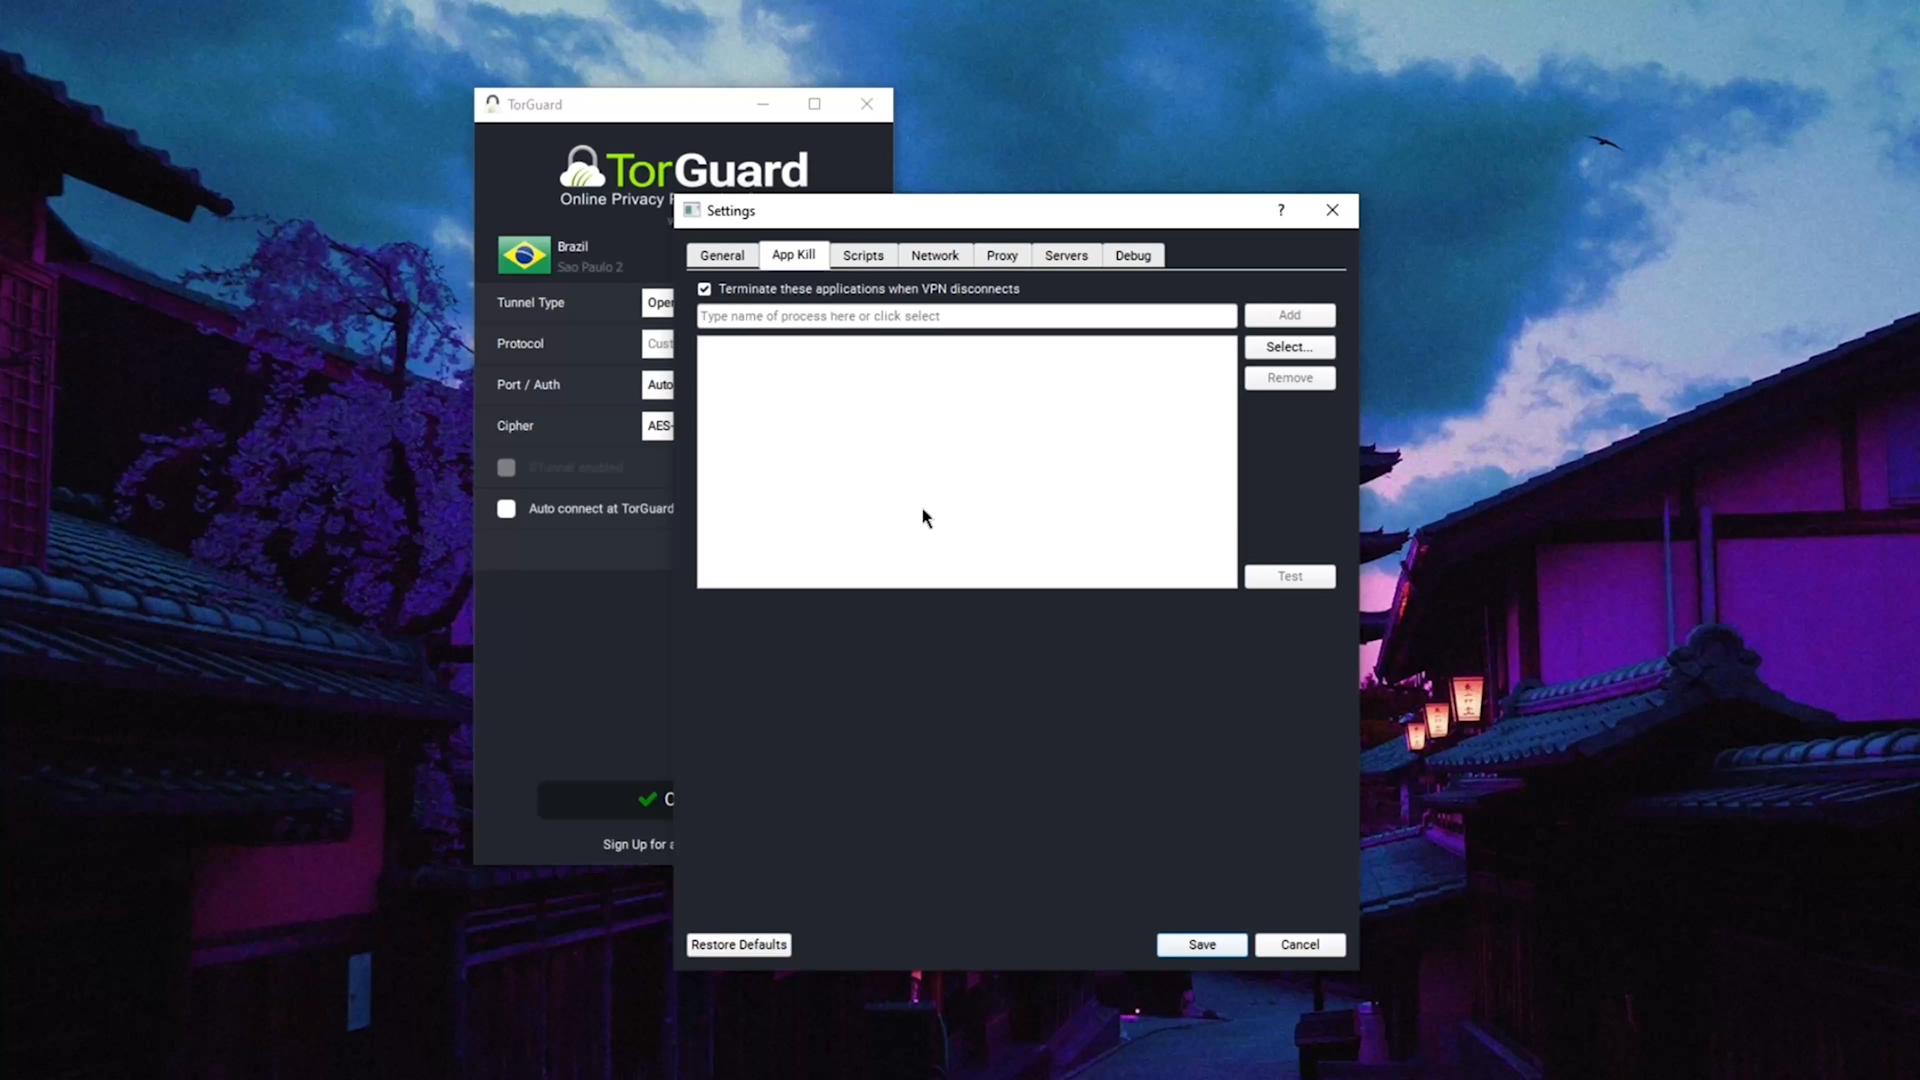 TorGuard
TorGuard
Online Privacy
Brazil
Sao Paulo 2
Tunnel Type
Protocol
Port / Auth
Auto
Cipher
AES-
Auto connect at TorGuard
Sign Up for a
Settings
?
General
App Kill
Scripts
Network
Proxy
Servers
Debug
Terminate these applications when VPN disconnects
Type name of process here or click select
Add
Select...
Remove
Test
Restore Defaults
Save
Cancel